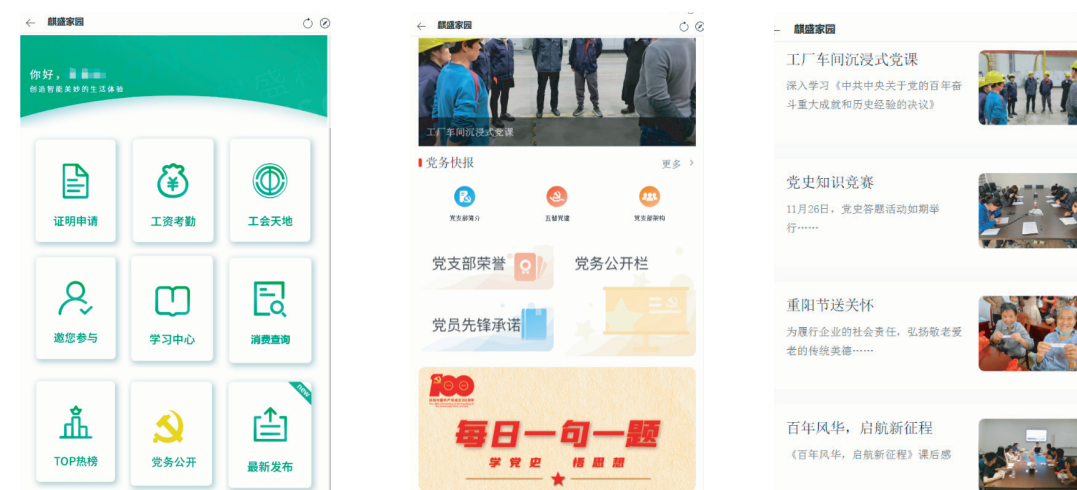 麒盛家园
你好，
创造智能美妙的生活体验
证明申请
工资考勤
工会天地
邀您参与
学习中心
消费查询
TOP热榜
党务公开
new
最新发布
麒盛家园
工厂车间沉浸式党课
党务快报
更多
党支部简介
五督党建
党支部架构
党支部荣誉
党务公开栏
党员先锋承诺
100
每日一句一题
学党史 悟思想
麒盛家园
工厂车间沉浸式党课
深入学习《中共中央关于党的百年奋
斗重大成就和历史经验的决议》
党史知识竞赛
11月26日，党史答题活动如期举
行……
重阳节送关怀
为履行企业的社会责任，弘扬敬老爱
老的传统美德……
百年风华，启航新征程
《百年风华，启航新征程》课后感